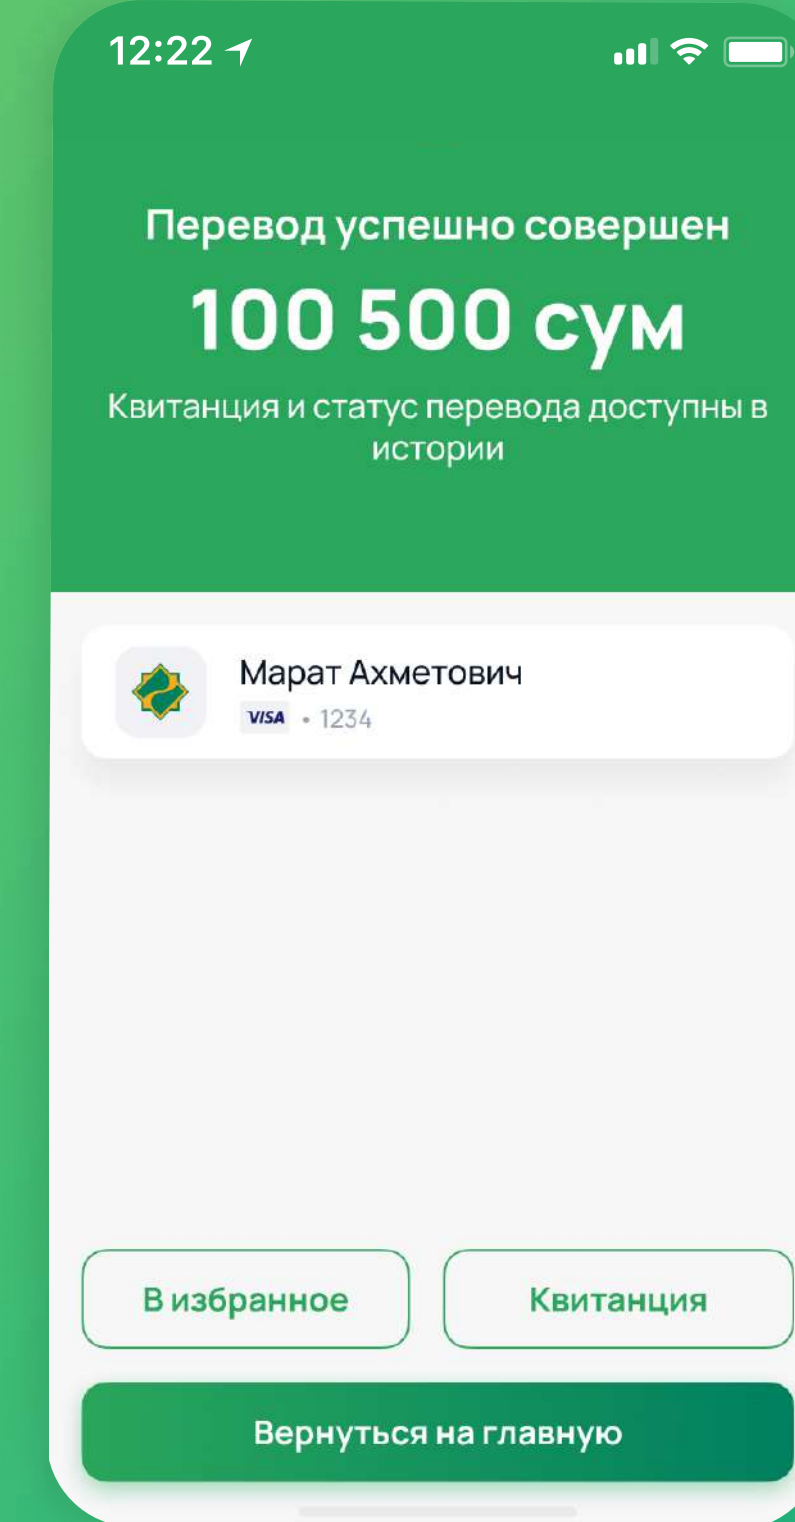 12:22
Перевод успешно совершен
100 500 сум
Квитанция и статус перевода доступны в
истории
Марат Ахметович
VISA • 1234
В избранное
Квитанция
Вернуться на главную